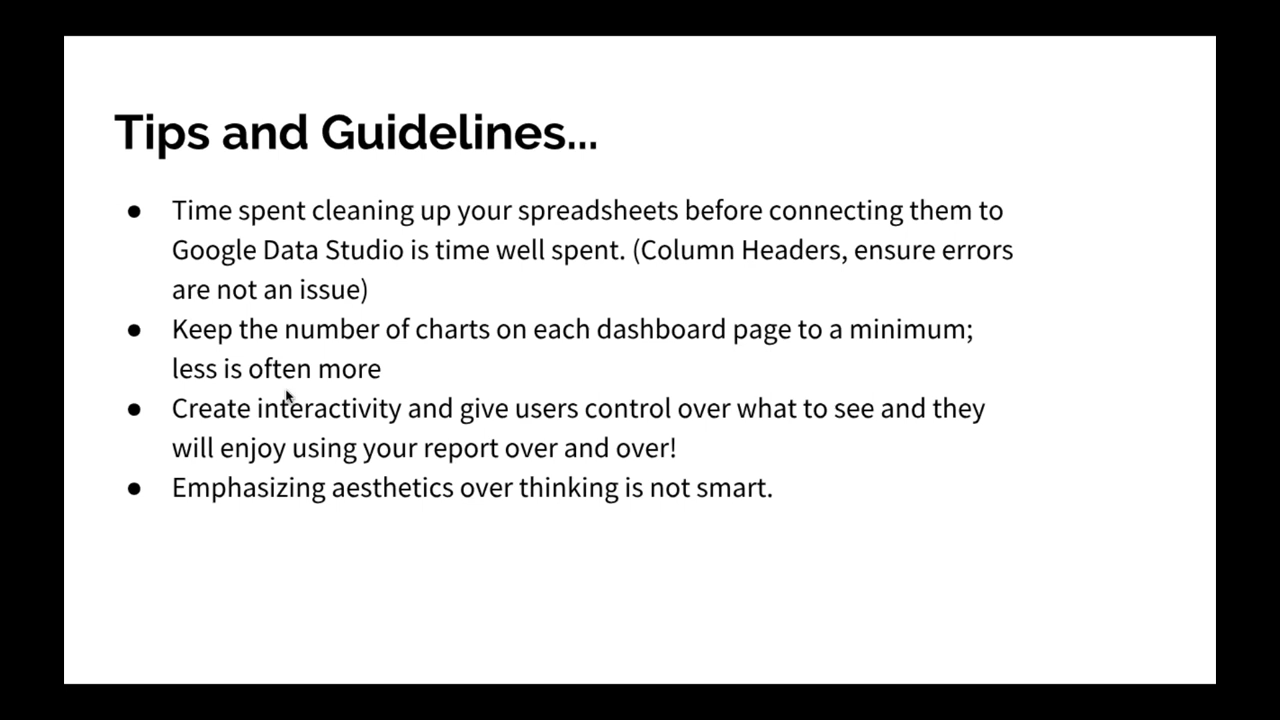 Tips and Guidelines...
● Time spent cleaning up your spreadsheets before connecting them to
Google Data Studio is time well spent. (Column Headers, ensure errors
are not an issue)
● Keep the number of charts on each dashboard page to a minimum;
less is often more
● Create interactivity and give users control over what to see and they
will enjoy using your report over and over!
● Emphasizing aesthetics over thinking is not smart.